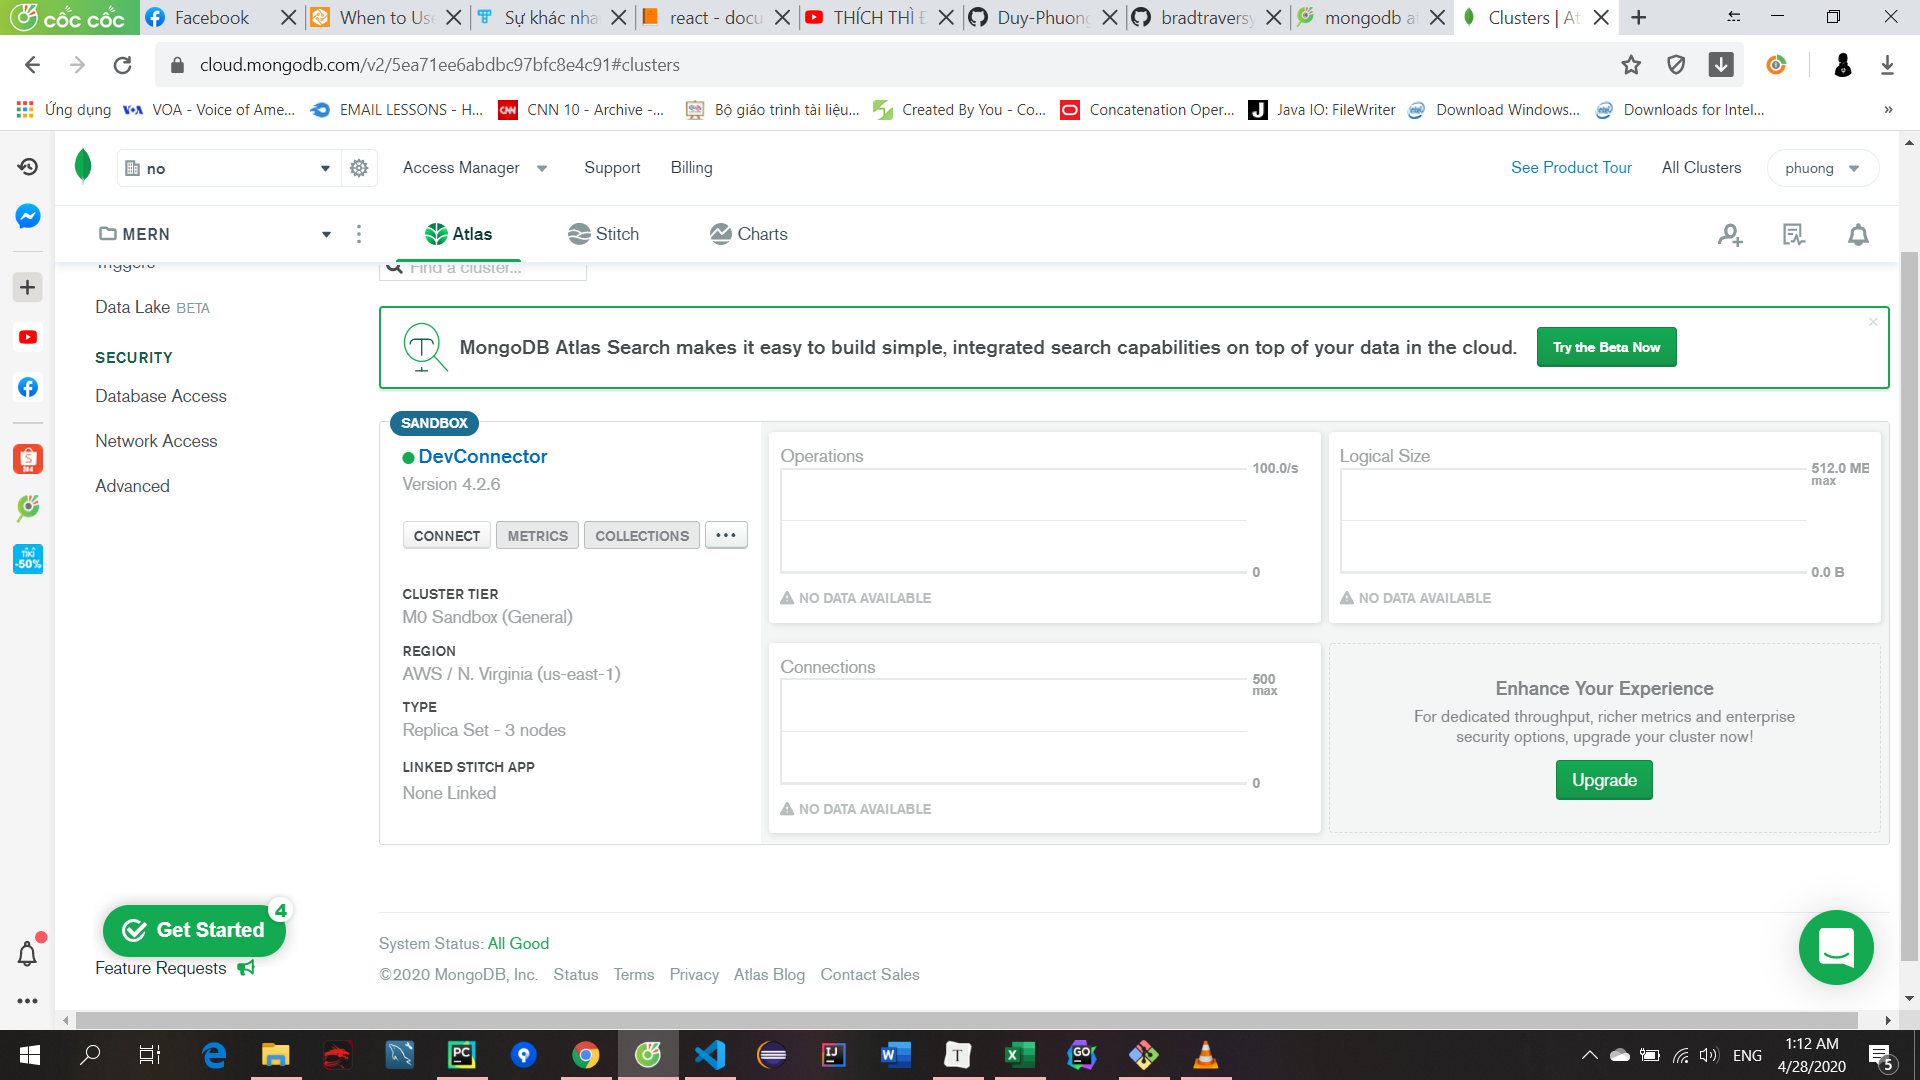 cốc cốc
Facebook
When to Us
Sự khác nha
react - docu
THÍCH THÌ
Duy-Phuong
bradtraversy
mongodb a
Clusters | At
cloud.mongodb.com/v2/5ea71ee6abdbc97bfc8e4c91#clusters
Ứng dụng
VOA - Voice of Ame...
EMAIL LESSONS - H...
CNN 10 - Archive -...
Bộ giáo trình tài liệu...
Created By You - Co...
Concatenation Oper...
Java IO: FileWriter
Download Windows...
Downloads for Intel...
»
no
Access Manager
Support
Billing
See Product Tour
All Clusters
phuong
MERN
Atlas
Stitch
Charts
Triggers
Find a cluster...
Data Lake BETA
SECURITY
Database Access
Network Access
Advanced
MongoDB Atlas Search makes it easy to build simple, integrated search capabilities on top of your data in the cloud.
Try the Beta Now
SANDBOX
DevConnector
Version 4.2.6
CONNECT
METRICS
COLLECTIONS
...
CLUSTER TIER
M0 Sandbox (General)
REGION
AWS / N. Virginia (us-east-1)
TYPE
Replica Set - 3 nodes
LINKED STITCH APP
None Linked
Operations
100.0/s
0
NO DATA AVAILABLE
Logical Size
512.0 MB
max
0.0 B
NO DATA AVAILABLE
Connections
500
max
0
NO DATA AVAILABLE
Enhance Your Experience
For dedicated throughput, richer metrics and enterprise
security options, upgrade your cluster now!
Upgrade
Get Started
4
Feature Requests
System Status: All Good
©2020 MongoDB, Inc. Status Terms Privacy Atlas Blog Contact Sales
ENG
1:12 AM
4/28/2020
5